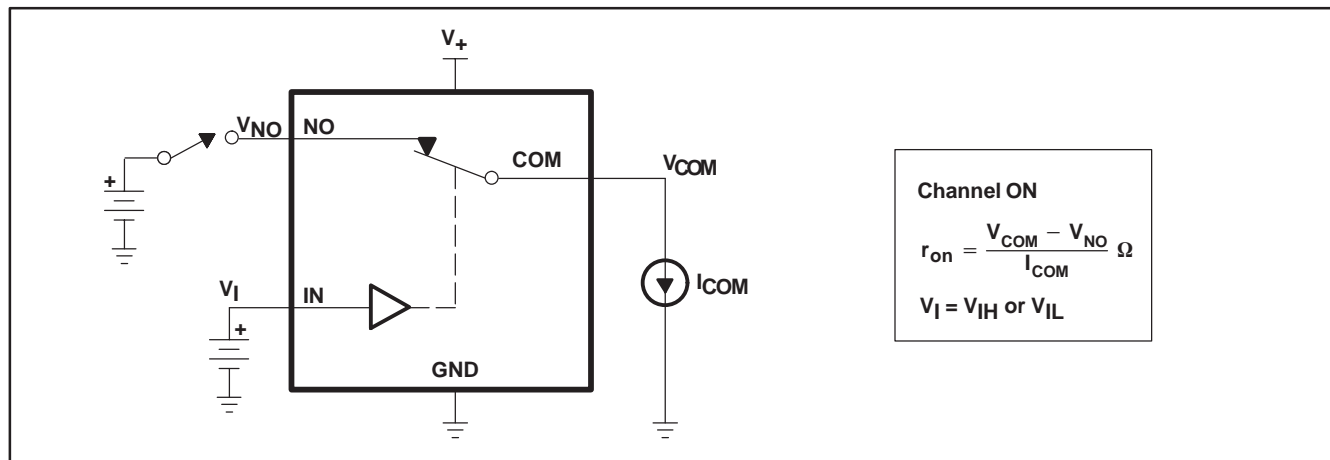 V+
VNO
NO
COM
VCOM
+
VI
IN
+
ICOM
GND
Channel ON
ron = VCOM − VNO / ICOM Ω
VI = VIH or VIL